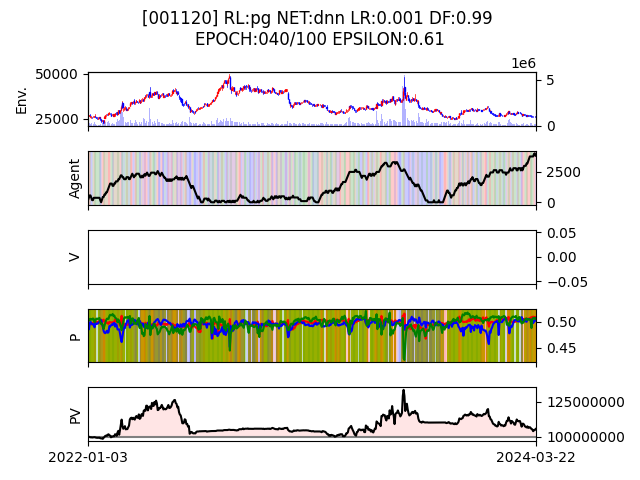 [001120] RL:pg NET:dnn LR:0.001 DF:0.99
EPOCH:040/100 EPSILON:0.61
1e6
50000
25000
Env.
5
0
Agent
2500
0
V
0.05
0.00
−0.05
P
0.50
0.45
PV
125000000
100000000
2022-01-03
2024-03-22